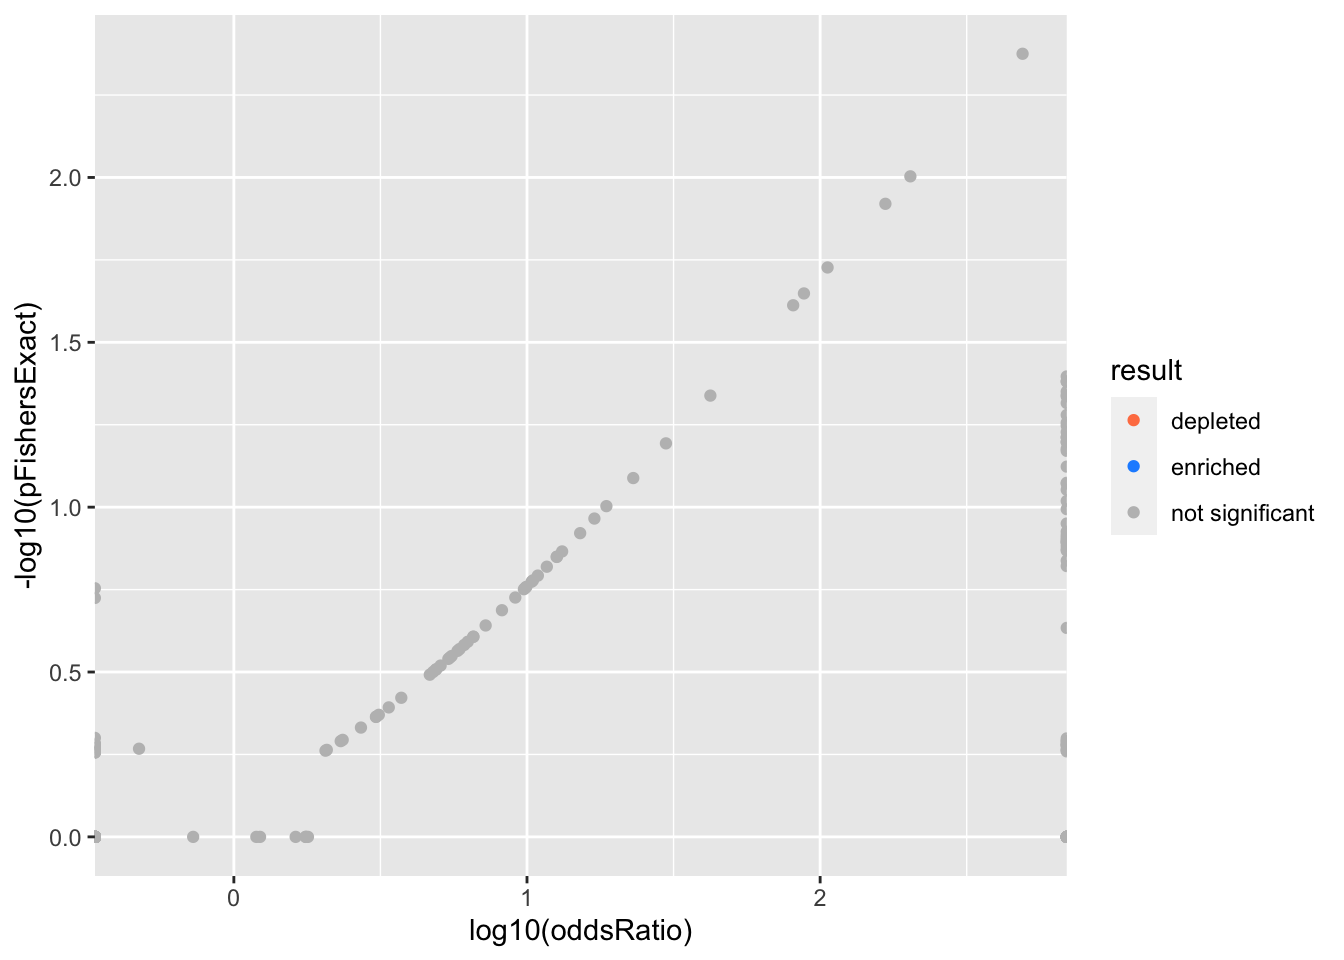 2.0
1.5
1.0
0.5
0.0
-log10(pFishersExact)
0
1
2
log10(oddsRatio)
result
depleted
enriched
not significant